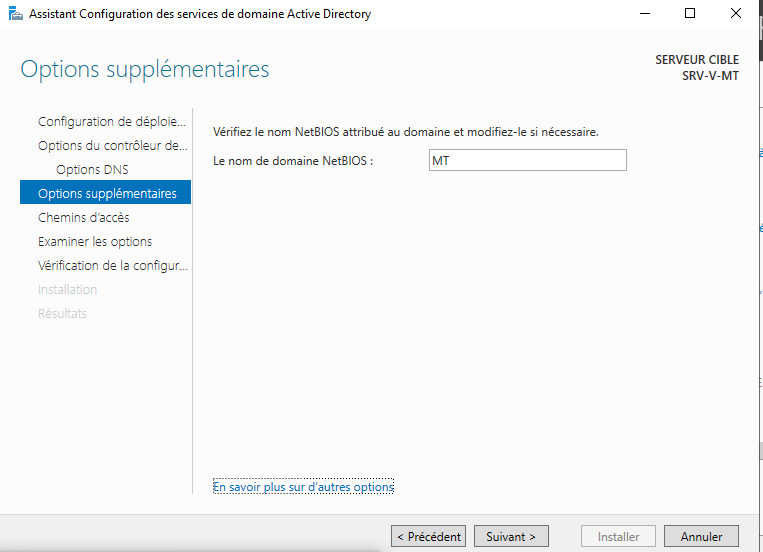 Assistant Configuration des services de domaine Active Directory
Options supplémentaires
SERVEUR CIBLE
SRV-V-MT
Configuration de déploie...
Options du contrôleur de...
Options DNS
Options supplémentaires
Chemins d’accès
Examiner les options
Vérification de la configur...
Installation
Résultats
Vérifiez le nom NetBIOS attribué au domaine et modifiez-le si nécessaire.
Le nom de domaine NetBIOS : MT
En savoir plus sur d’autres options
< Précédent Suivant > Installer Annuler